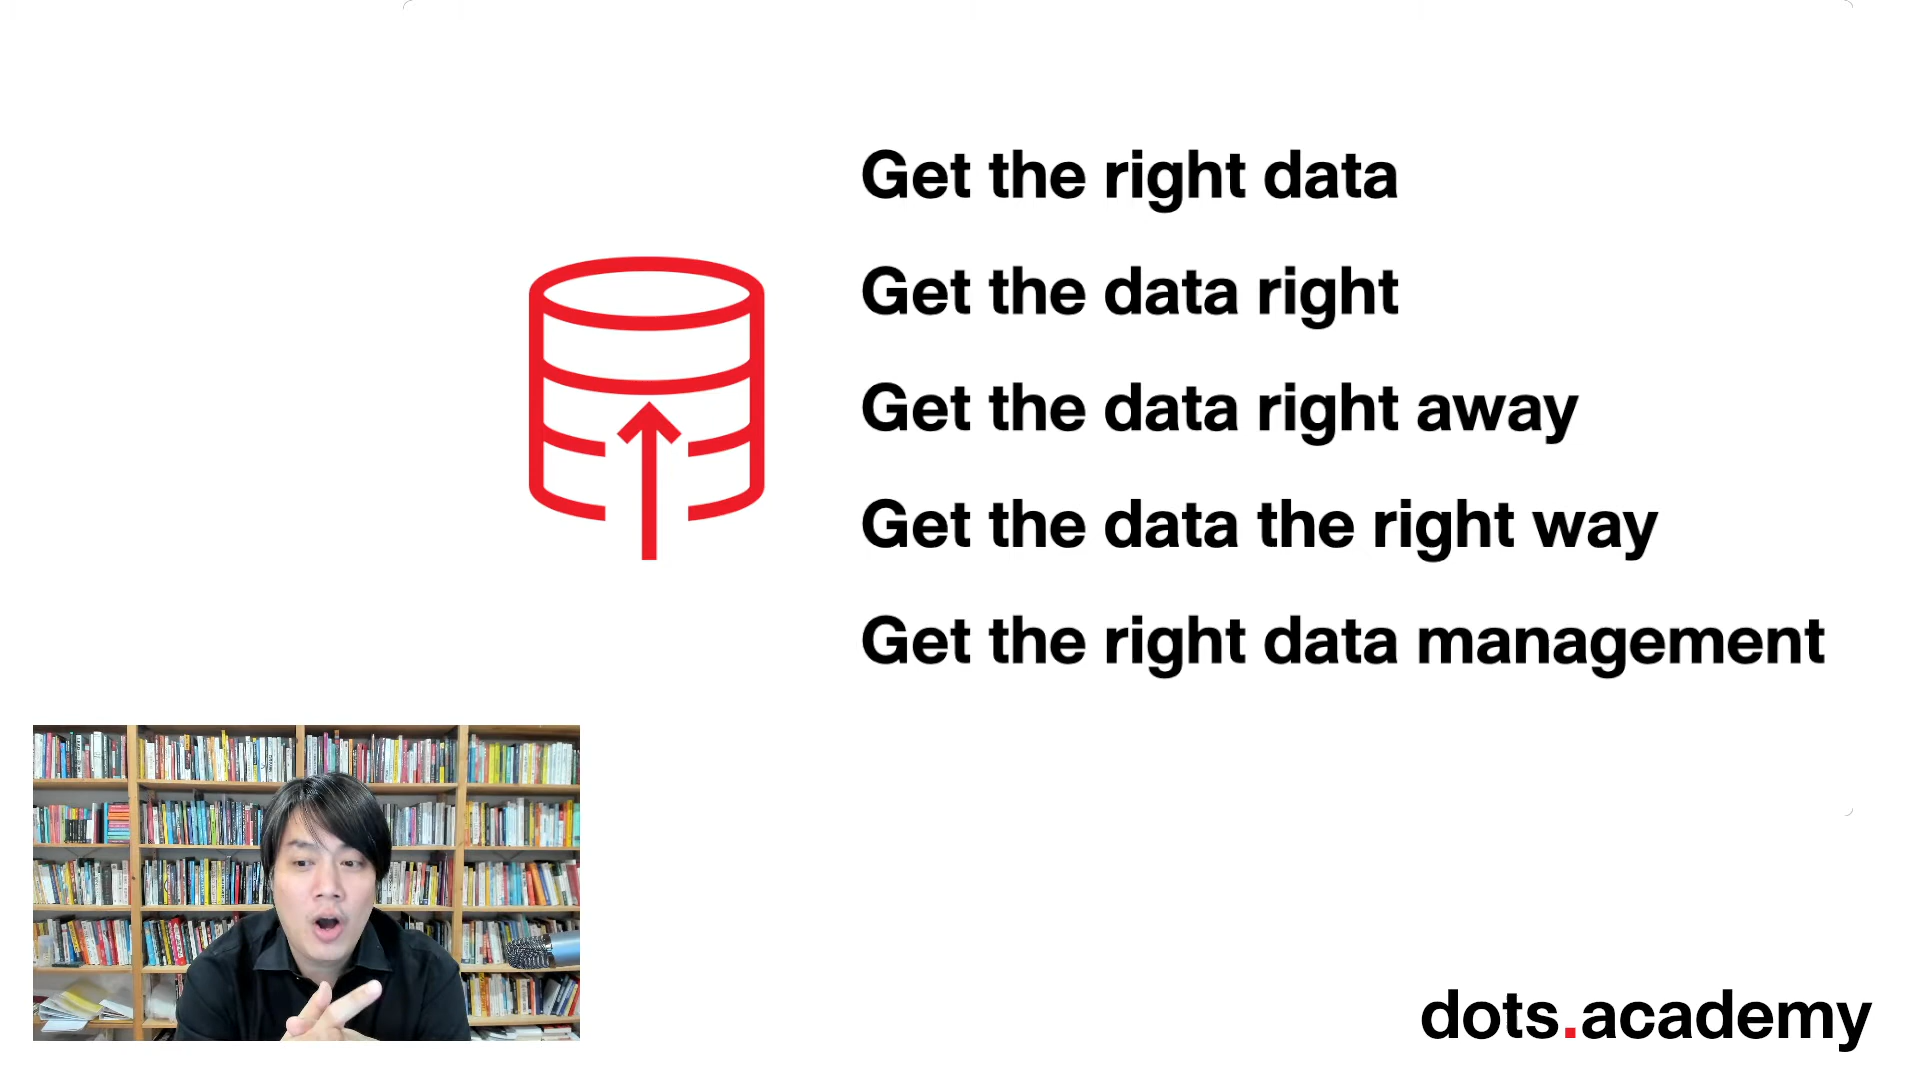 Get the right data
Get the data right
Get the data right away
Get the data the right way
Get the right data management
dots.academy